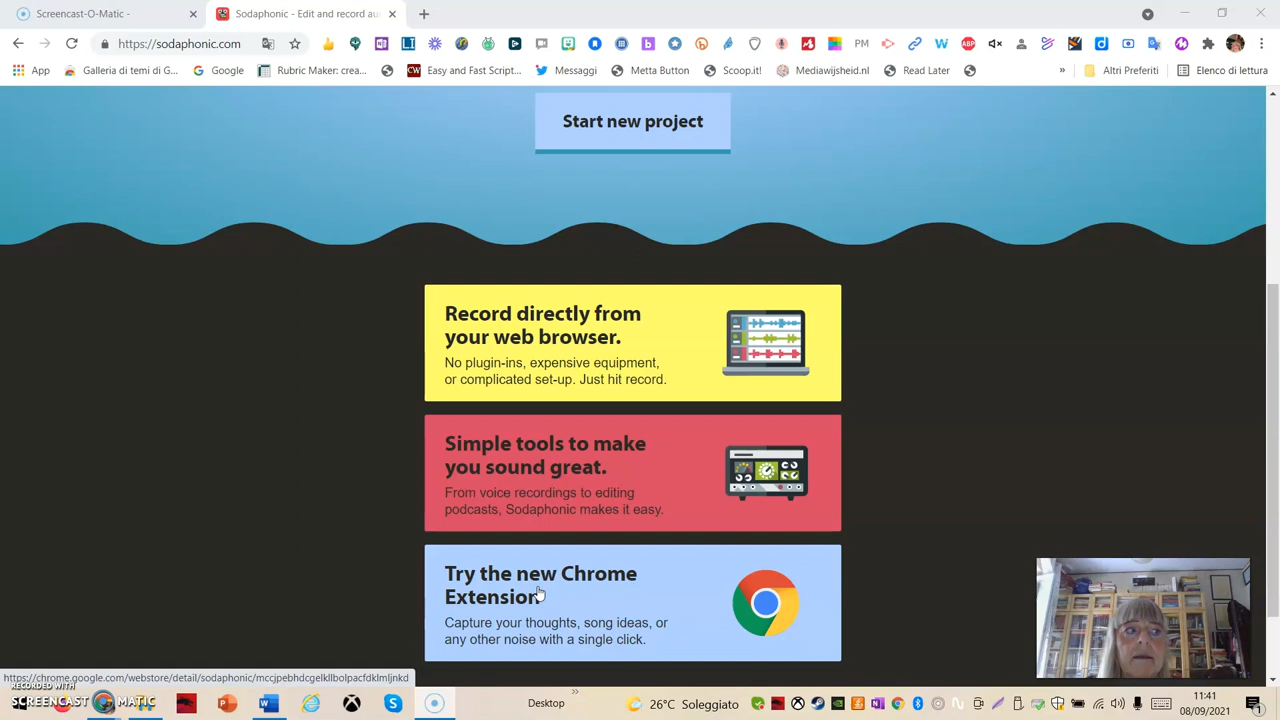 Screencast-O-Matic -
Sodaphonic - Edit and record au
https://sodaphonic.com
App
Galleria di temi di G...
Google
Rubric Maker: crea...
Easy and Fast Script...
Messaggi
Metta Button
Scoop.it!
Mediawijsheid.nl
Read Later
»
Altri Preferiti
Elenco di lettura
Start new project
Record directly from
your web browser.
No plugin-ins, expensive equipment,
or complicated set-up. Just hit record.
Simple tools to make
you sound great.
From voice recordings to editing
podcasts, Sodaphonic makes it easy.
Try the new Chrome
Extension
Capture your thoughts, song ideas, or
any other noise with a single click.
https://chrome.google.com/webstore/detail/sodaphonic/mccjpebhdcgelkllbolpacfdklmljnkd
RECORDED WITH
SCREENCAST MATIC
Desktop
»
26°C Soleggiato
11:41
08/09/2021